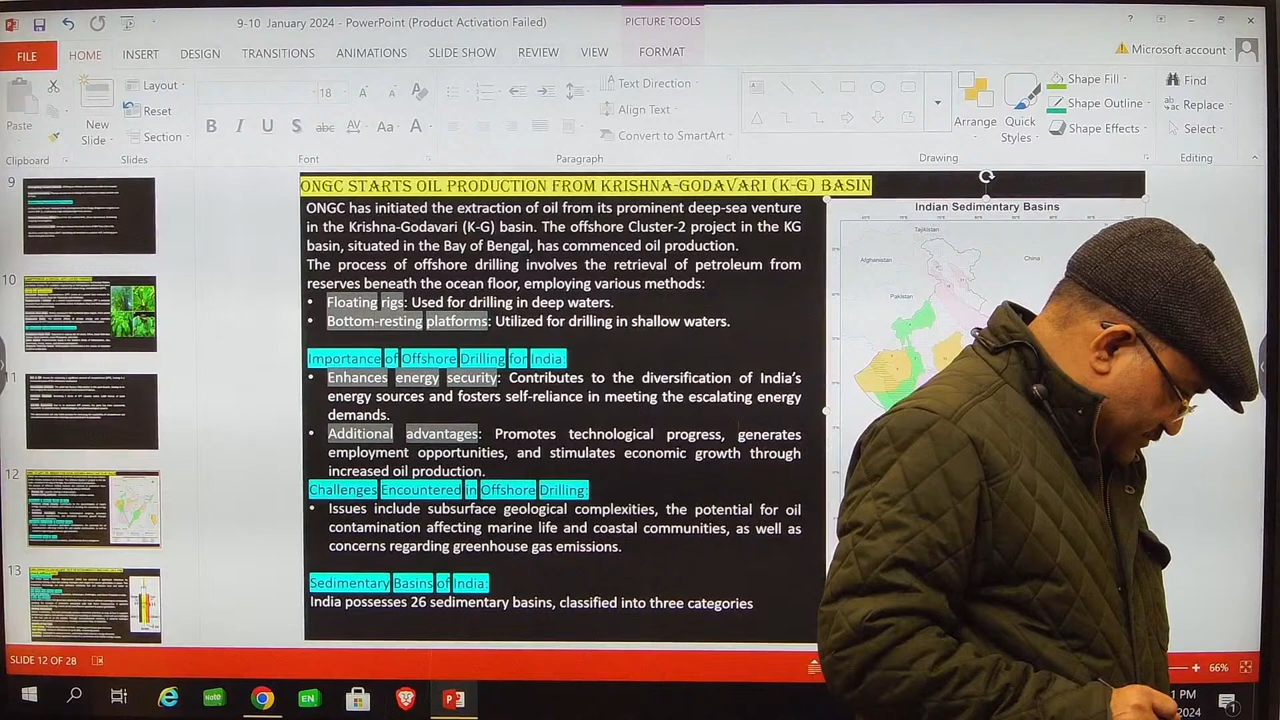 9-10 January 2024 - PowerPoint (Product Activation Failed)
PICTURE TOOLS
FILE HOME INSERT DESIGN TRANSITIONS ANIMATIONS SLIDE SHOW REVIEW VIEW FORMAT
Microsoft account
Paste
New
Slide
Layout
Reset
Section
18
B I U S abc AV Aa A
Text Direction
Align Text
Convert to SmartArt
Arrange
Quick
Styles
Shape Fill
Shape Outline
Shape Effects
Find
Replace
Select
Clipboard Slides Font Paragraph Drawing Editing
9
10
11
12
13
ONGC STARTS OIL PRODUCTION FROM KRISHNA-GODAVARI (K-G) BASIN
ONGC has initiated the extraction of oil from its prominent deep-sea venture
in the Krishna-Godavari (K-G) basin. The offshore Cluster-2 project in the KG
basin, situated in the Bay of Bengal, has commenced oil production.
The process of offshore drilling involves the retrieval of petroleum from
reserves beneath the ocean floor, employing various methods:
• Floating rigs: Used for drilling in deep waters.
• Bottom-resting platforms: Utilized for drilling in shallow waters.
Importance of Offshore Drilling for India:
• Enhances energy security: Contributes to the diversification of India's
energy sources and fosters self-reliance in meeting the escalating energy
demands.
• Additional advantages: Promotes technological progress, generates
employment opportunities, and stimulates economic growth through
increased oil production.
Challenges Encountered in Offshore Drilling:
• Issues include subsurface geological complexities, the potential for oil
contamination affecting marine life and coastal communities, as well as
concerns regarding greenhouse gas emissions.
Sedimentary Basins of India:
India possesses 26 sedimentary basins, classified into three categories
Indian Sedimentary Basins
Tajikistan
Afghanistan
China
Pakistan
SLIDE 12 OF 28
66%
Note
EN
1 PM
2024